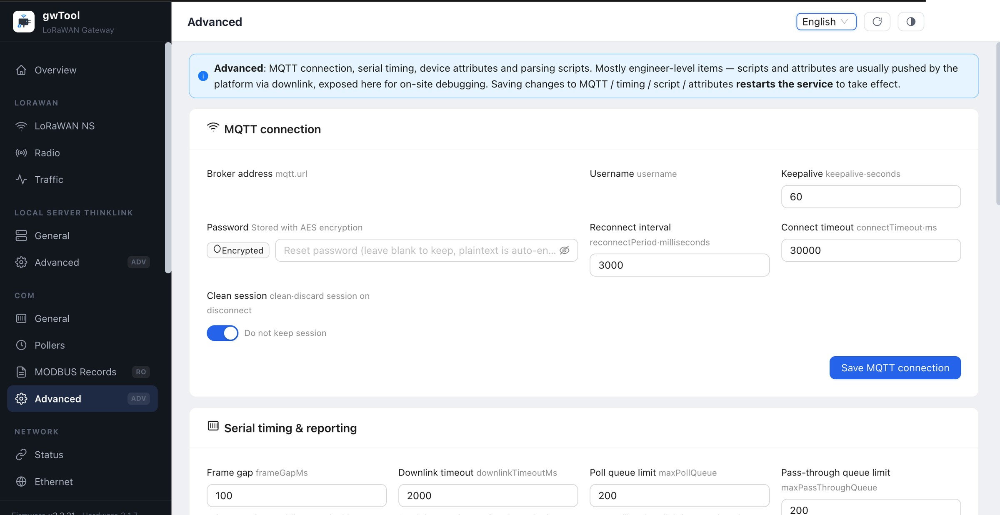 gwTool
LoRaWAN Gateway
Overview
LORAWAN
LoRaWAN NS
Radio
Traffic
LOCAL SERVER THINKLINK
General
Advanced ADV
COM
General
Pollers
MODBUS Records RO
Advanced ADV
NETWORK
Status
Ethernet
Advanced
English
Advanced: MQTT connection, serial timing, device attributes and parsing scripts. Mostly engineer-level items — scripts and attributes are usually pushed by the
platform via downlink, exposed here for on-site debugging. Saving changes to MQTT / timing / script / attributes restarts the service to take effect.
MQTT connection
Broker address mqtt.url
Username username
Keepalive keepalive·seconds
60
Password Stored with AES encryption
Encrypted
Reset password (leave blank to keep, plaintext is auto-en...
Reconnect interval
reconnectPeriod·milliseconds
3000
Connect timeout connectTimeout·ms
30000
Clean session clean·discard session on
disconnect
Do not keep session
Save MQTT connection
Serial timing & reporting
Frame gap frameGapMs
100
Downlink timeout downlinkTimeoutMs
2000
Poll queue limit maxPollQueue
200
Pass-through queue limit
maxPassThroughQueue
200